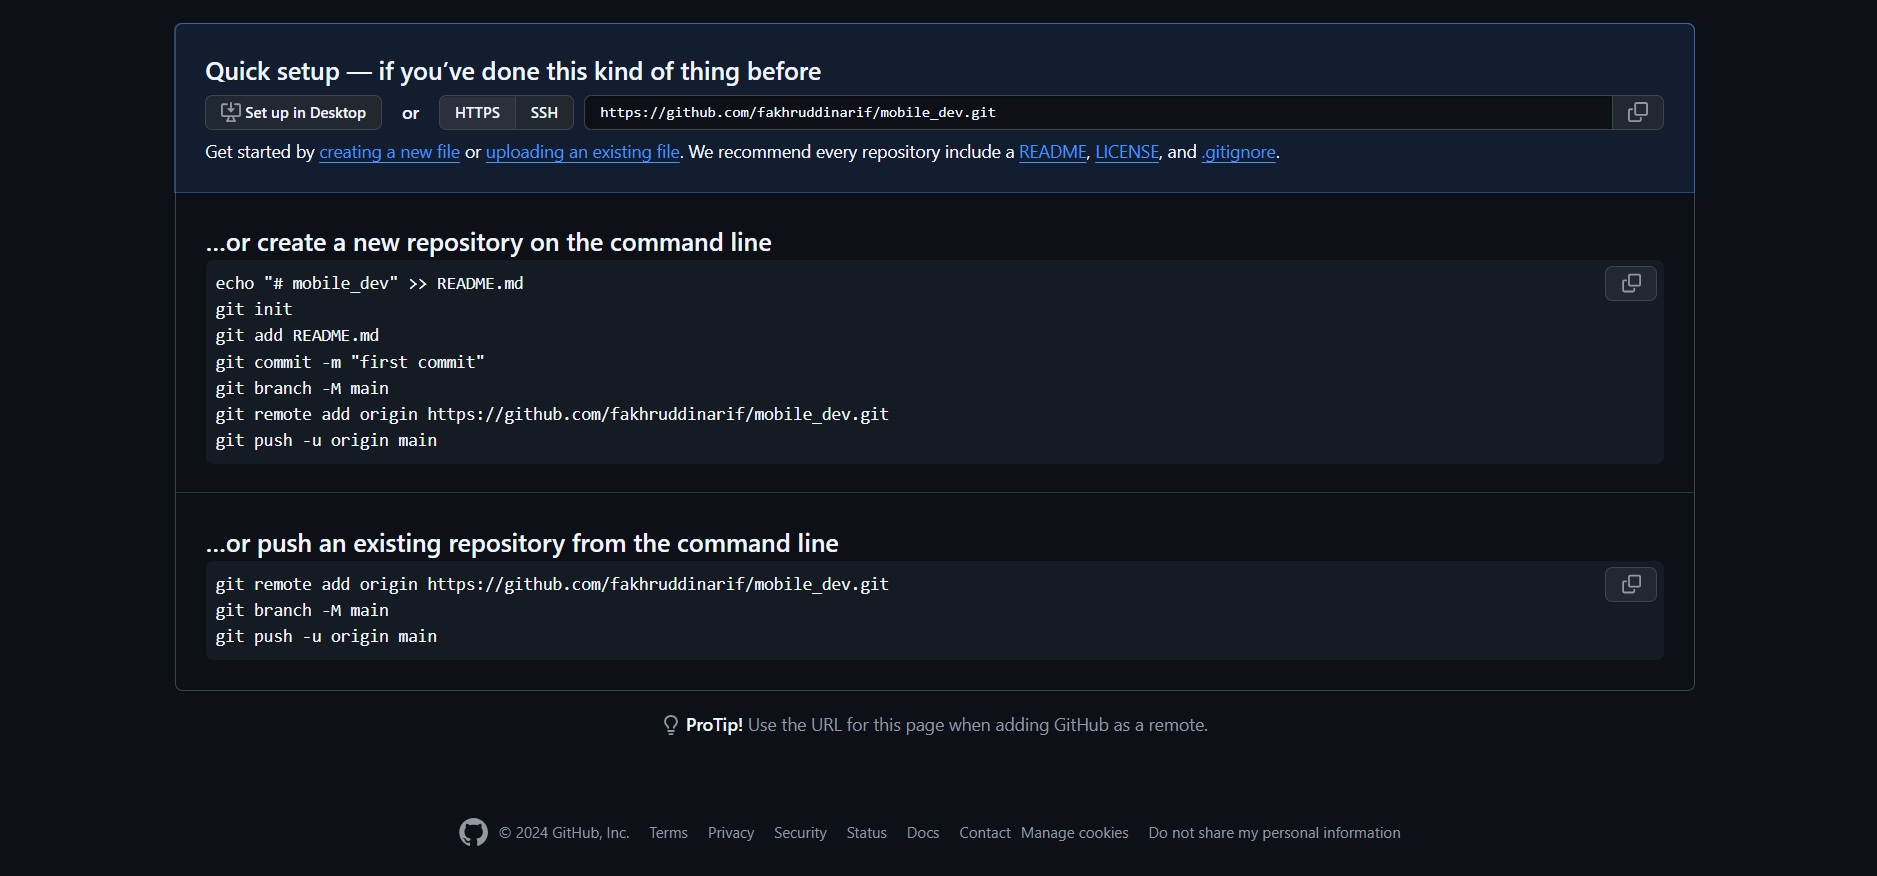 Quick setup — if you’ve done this kind of thing before
Set up in Desktop or HTTPS SSH https://github.com/fakhruddinarif/mobile_dev.git
Get started by creating a new file or uploading an existing file. We recommend every repository include a README, LICENSE, and .gitignore.
…or create a new repository on the command line
echo "# mobile_dev" >> README.md
git init
git add README.md
git commit -m "first commit"
git branch -M main
git remote add origin https://github.com/fakhruddinarif/mobile_dev.git
git push -u origin main
…or push an existing repository from the command line
git remote add origin https://github.com/fakhruddinarif/mobile_dev.git
git branch -M main
git push -u origin main
ProTip! Use the URL for this page when adding GitHub as a remote.
© 2024 GitHub, Inc. Terms Privacy Security Status Docs Contact Manage cookies Do not share my personal information